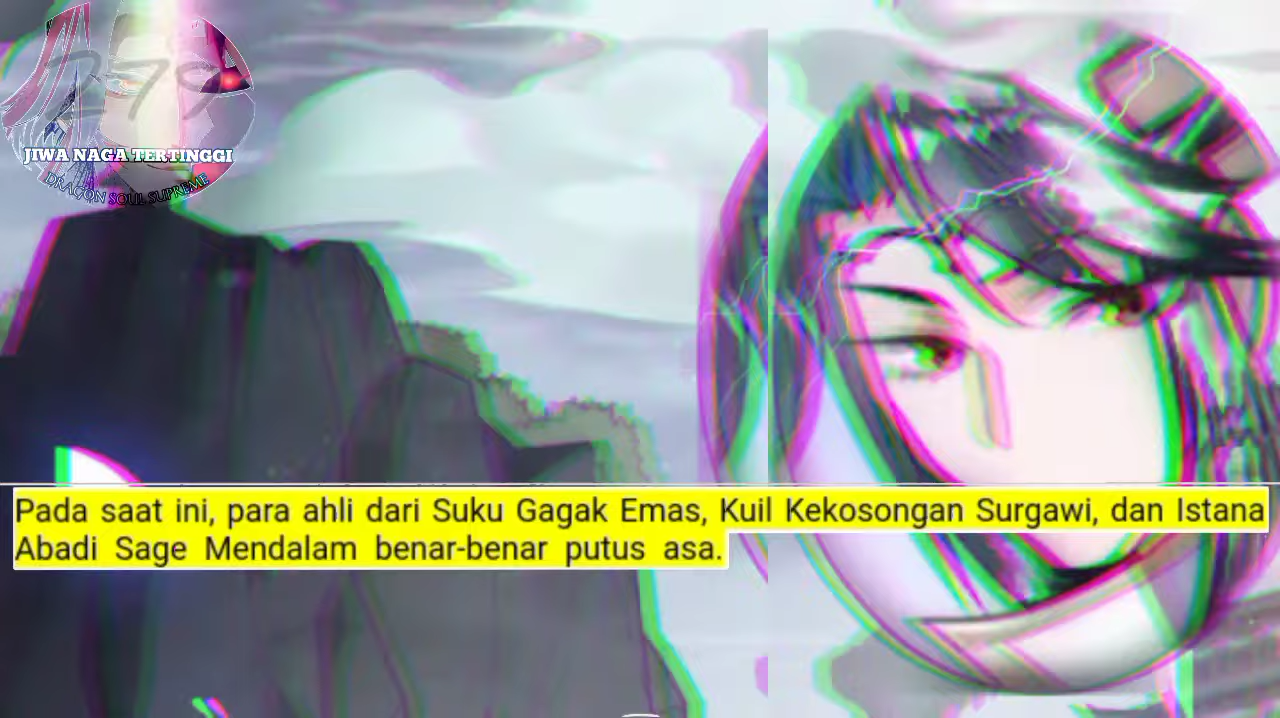 279
JIWA NAGA TERTINGGI
DRAGON SOUL SUPREME
Pada saat ini, para ahli dari Suku Gagak Emas, Kuil Kekosongan Surgawi, dan Istana
Abadi Sage Mendalam benar-benar putus asa.